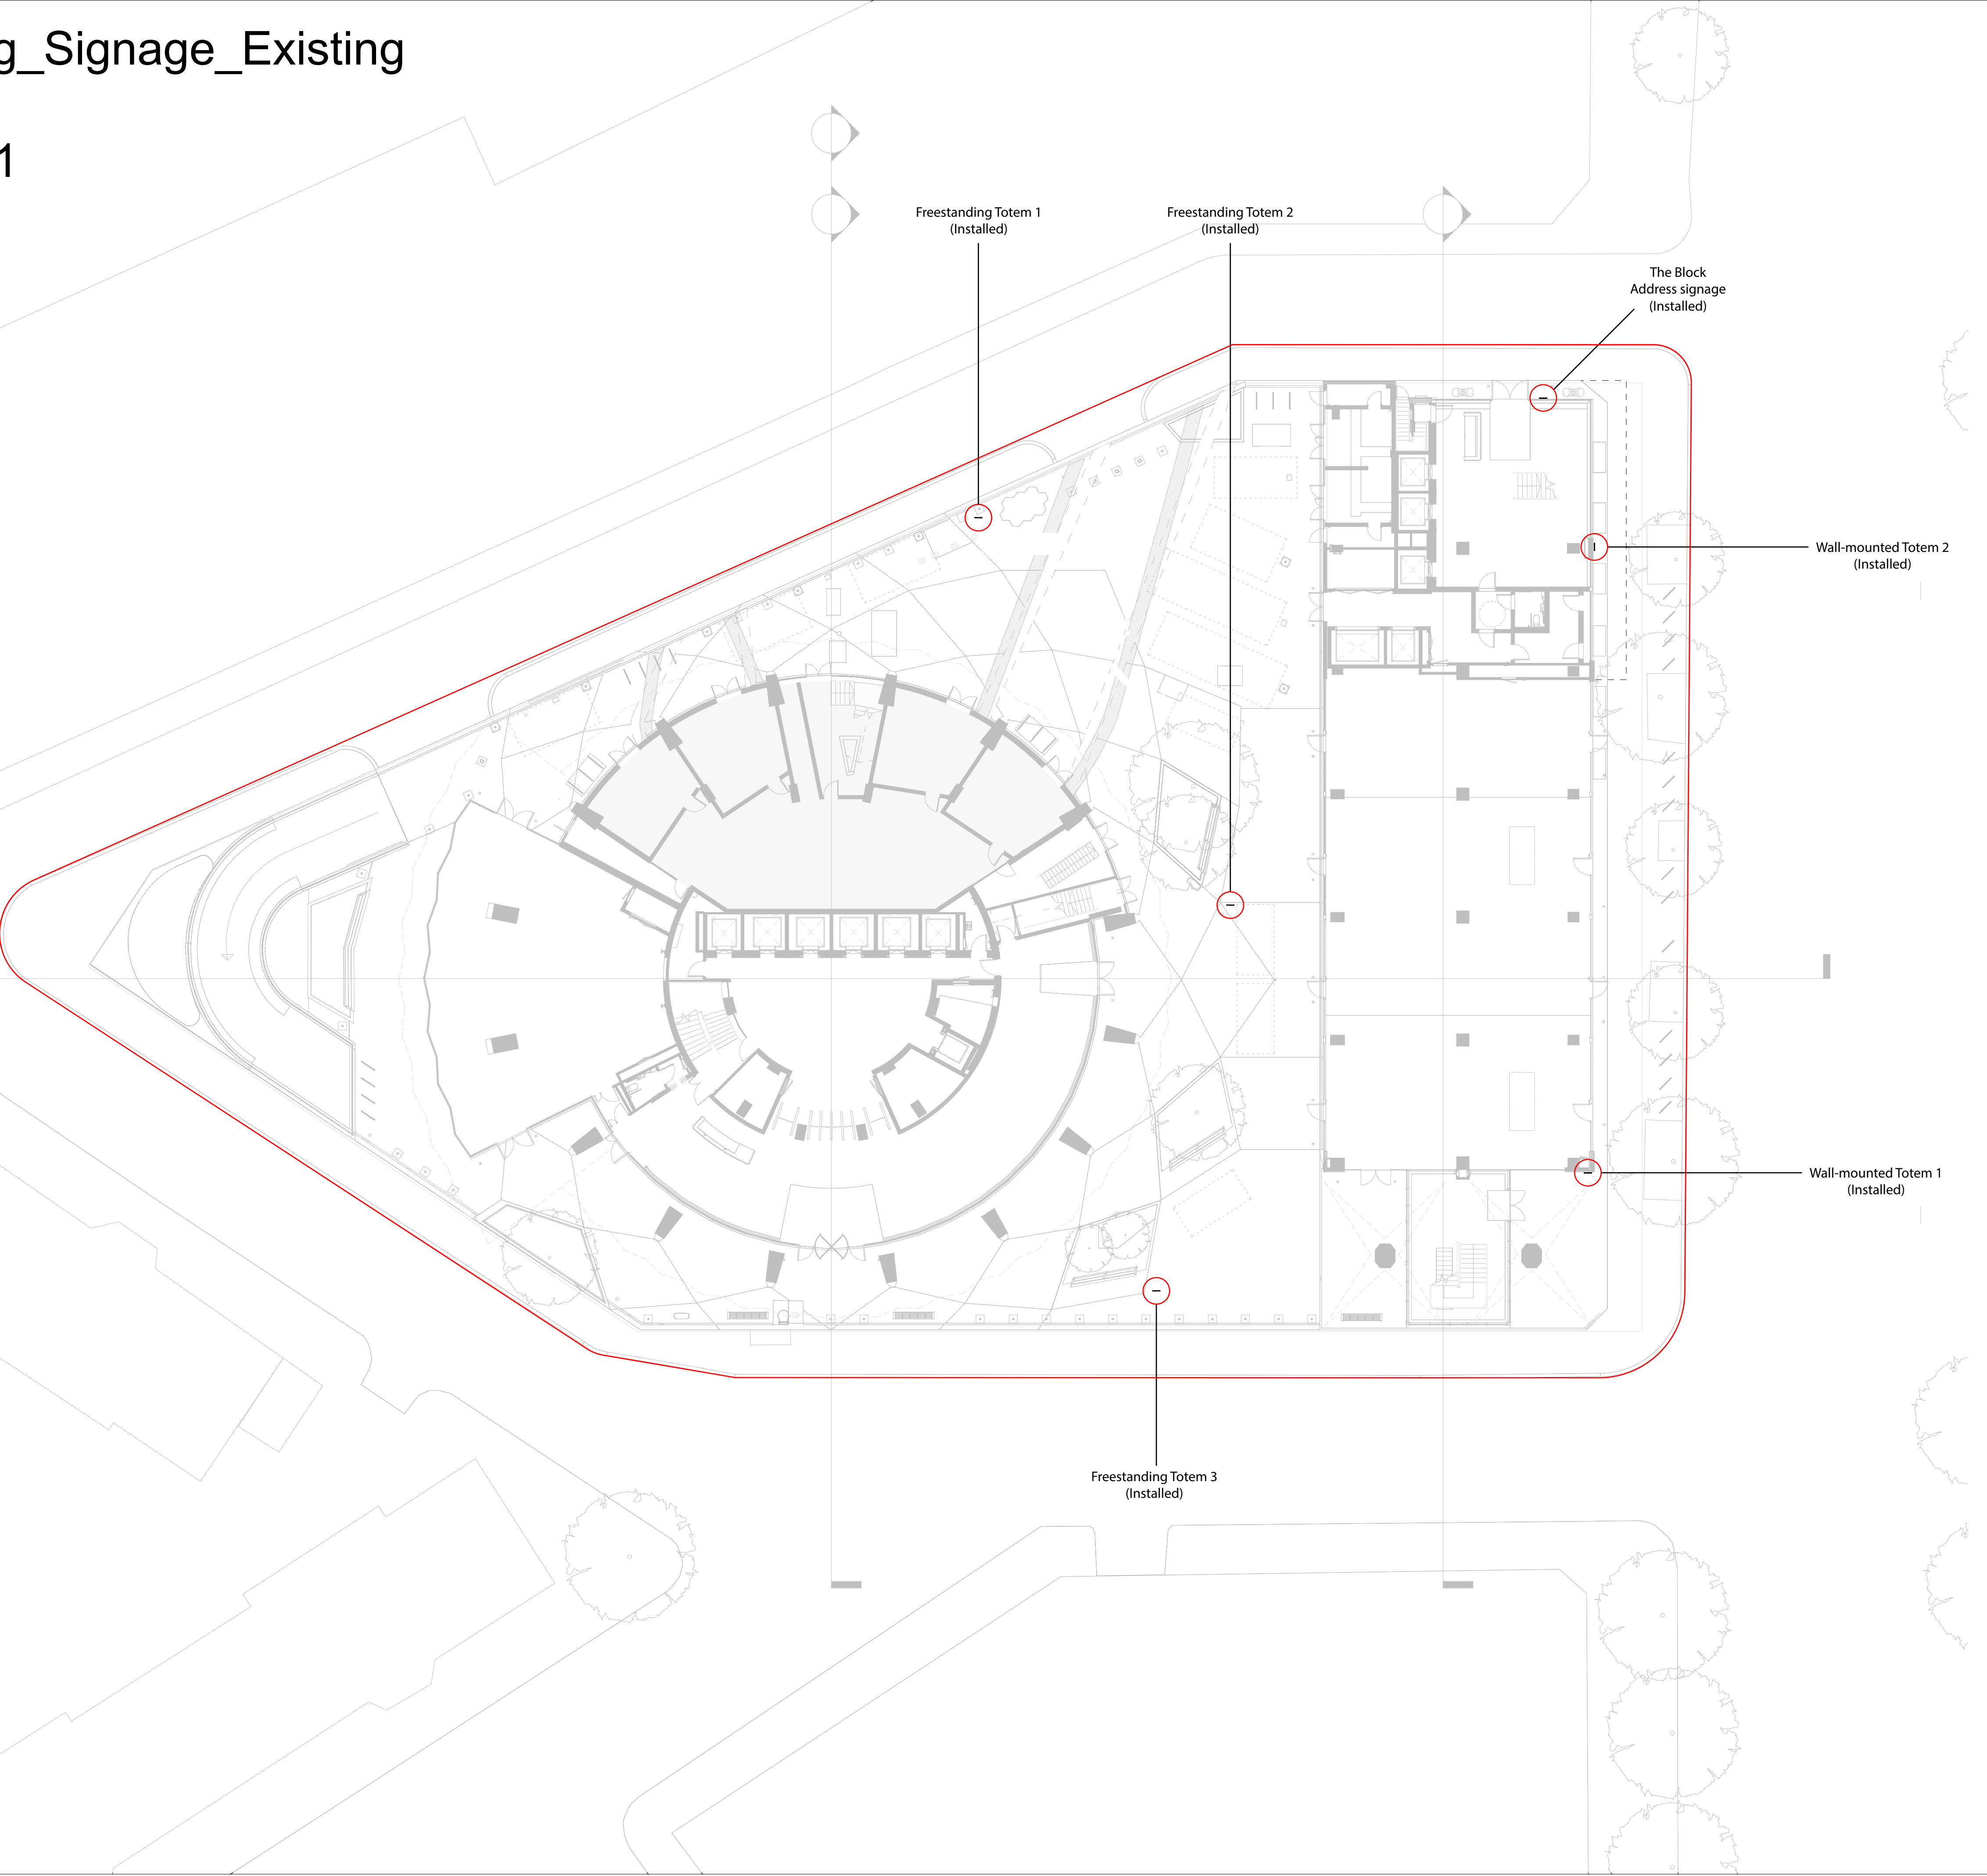 g_Signage_Existing
1
Freestanding Totem 1
(Installed)
Freestanding Totem 2
(Installed)
The Block
Address signage
(Installed)
Wall-mounted Totem 2
(Installed)
Wall-mounted Totem 1
(Installed)
Freestanding Totem 3
(Installed)